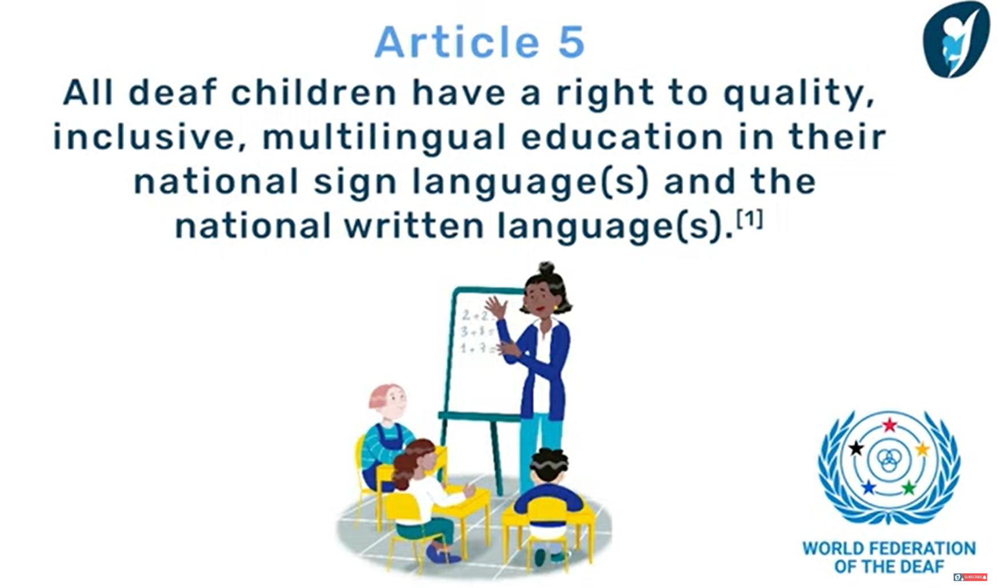 Article 5
All deaf children have a right to quality,
inclusive, multilingual education in their
national sign language(s) and the
national written language(s).[1]
2+2
3+8=
1+7=
WORLD FEDERATION
OF THE DEAF
SUBSCRIBE